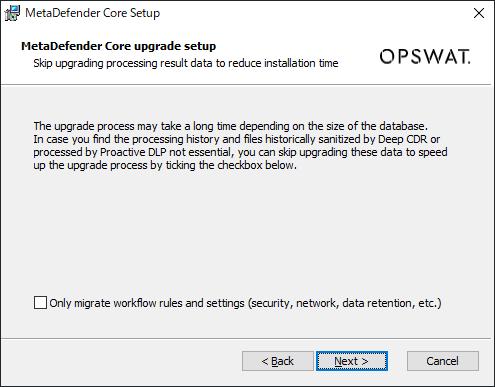 MetaDefender Core Setup
MetaDefender Core upgrade setup
Skip upgrading processing result data to reduce installation time
OPSWAT.
The upgrade process may take a long time depending on the size of the database.
In case you find the processing history and files historically sanitized by Deep CDR or
processed by Proactive DLP not essential, you can skip upgrading these data to speed
up the upgrade process by ticking the checkbox below.
Only migrate workflow rules and settings (security, network, data retention, etc.)
< Back
Next >
Cancel